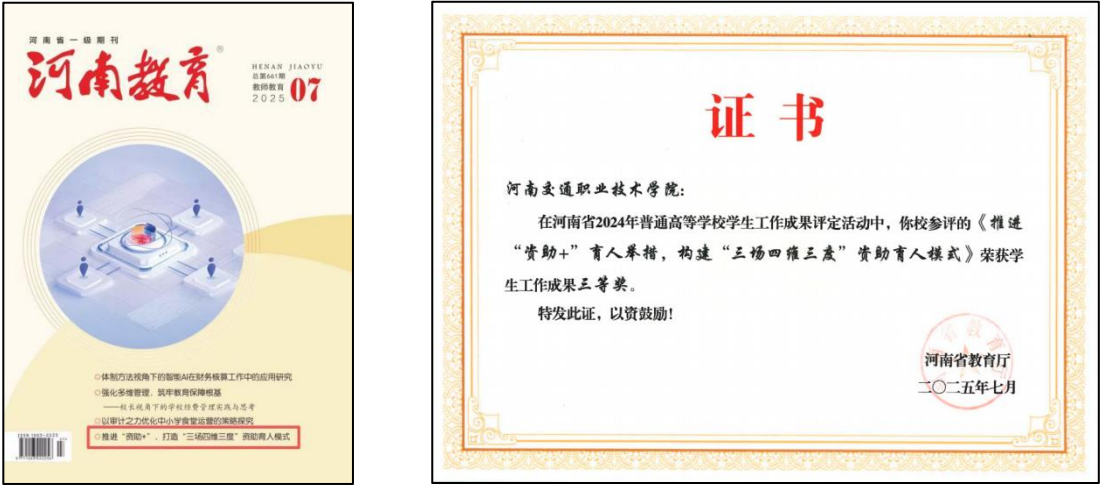 河南省一级期刊
河南教育®
HENAN JIAOYU
总第661期
教师教育
2025
07
○体制方法视角下的智能AI在财务核算工作中的应用研究
○强化多维管理，筑牢教育保障根基
——校长视角下的学校经费管理实践与思考
○以审计之力优化中小学食堂运营的策略探究
○推进“资助+”、打造“三场四维三度”资助育人模式
证书
河南交通职业技术学院：
在河南省2024年普通高等学校学生工作成果评定活动中，你校参评的《推进
“资助+”育人举措，构建“三场四维三度”资助育人模式》荣获学
生工作成果三等奖。
特发此证，以资鼓励！
河南省教育厅
二〇二五年七月